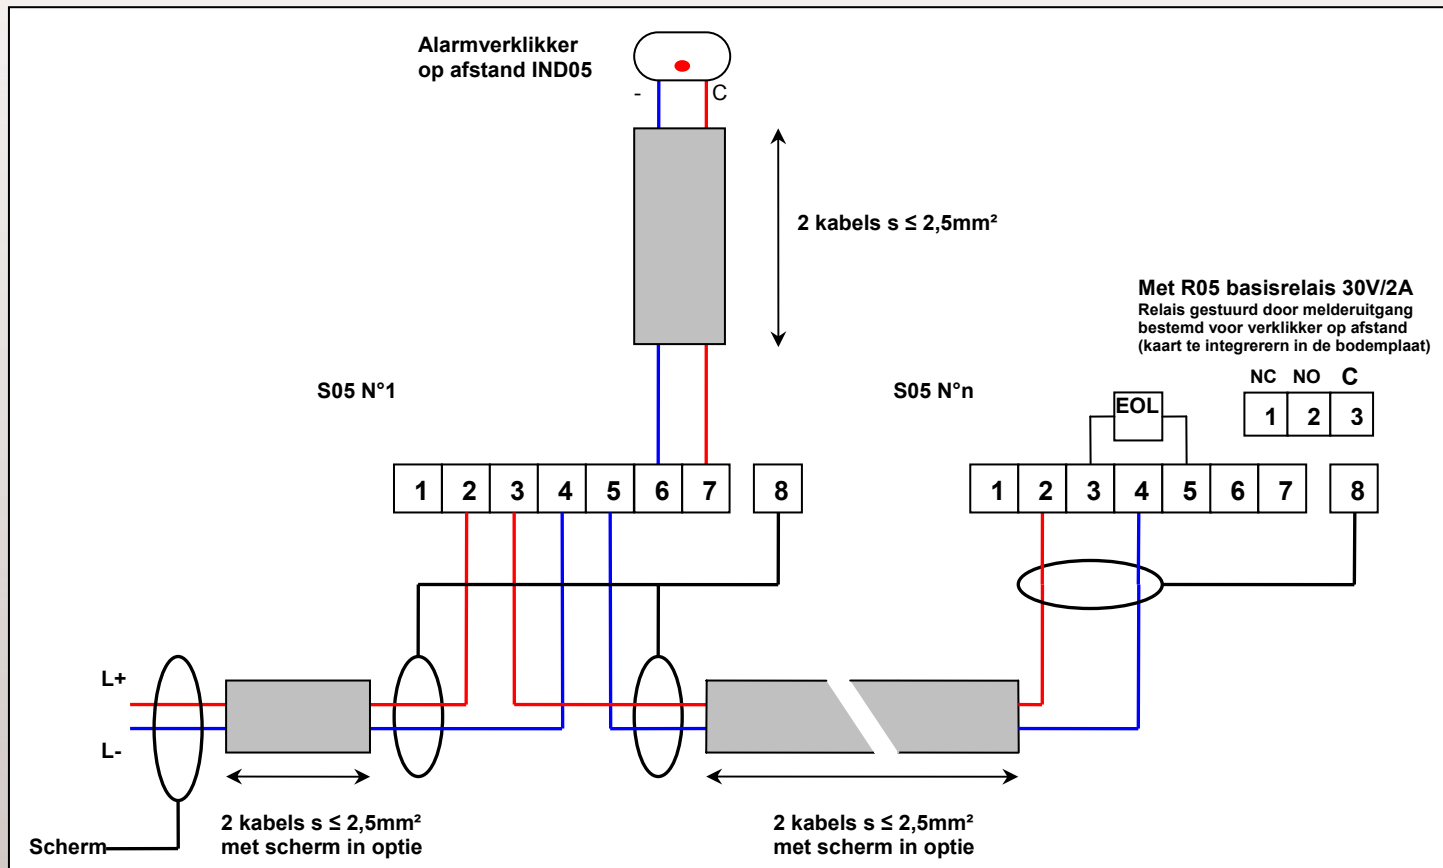 Alarmverklikker
op afstand IND05
- C
2 kabels s ≤ 2,5mm²
Met R05 basisrelais 30V/2A
Relais gestuurd door melderuitgang
bestemd voor verklikker op afstand
(kaart te integrerern in de bodemplaat)
S05 N°1
S05 N°n
NC NO C
EOL
1 2 3
1 2 3 4 5 6 7 8
1 2 3 4 5 6 7 8
L+
L-
2 kabels s ≤ 2,5mm²
met scherm in optie
2 kabels s ≤ 2,5mm²
met scherm in optie
Scherm